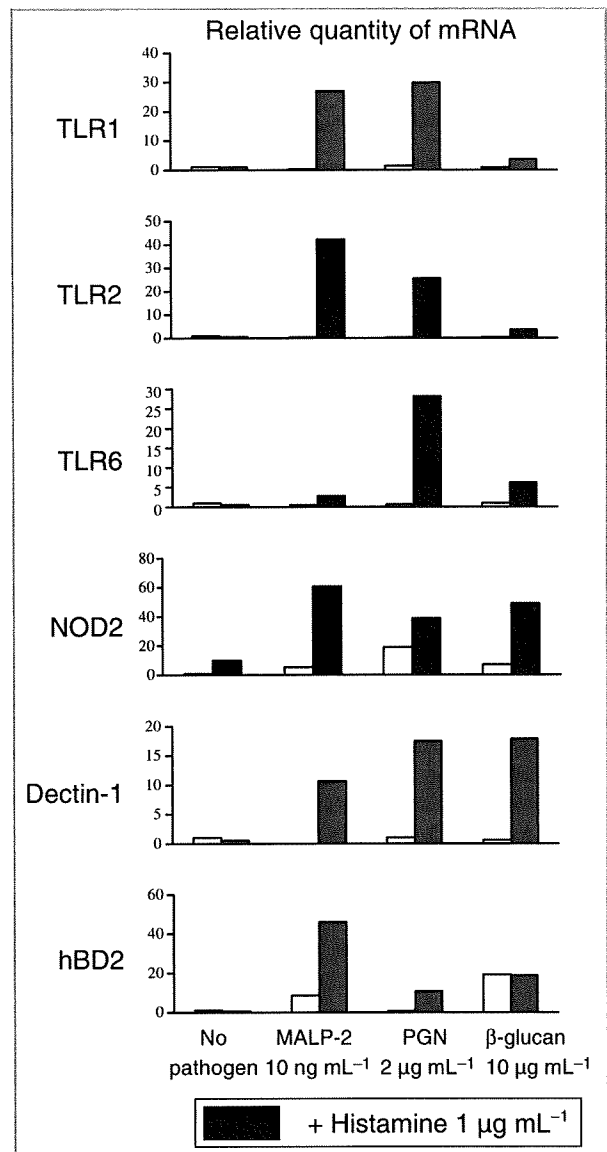 Relative quantity of mRNA
TLR1
40
30
20
10
0
TLR2
50
40
30
20
10
0
TLR6
30
25
20
15
10
5
0
NOD2
80
60
40
20
0
Dectin-1
20
15
10
5
0
hBD2
60
40
20
0
No pathogen
MALP-2 10 ng mL⁻¹
PGN 2 µg mL⁻¹
β-glucan 10 µg mL⁻¹
+ Histamine 1 µg mL⁻¹